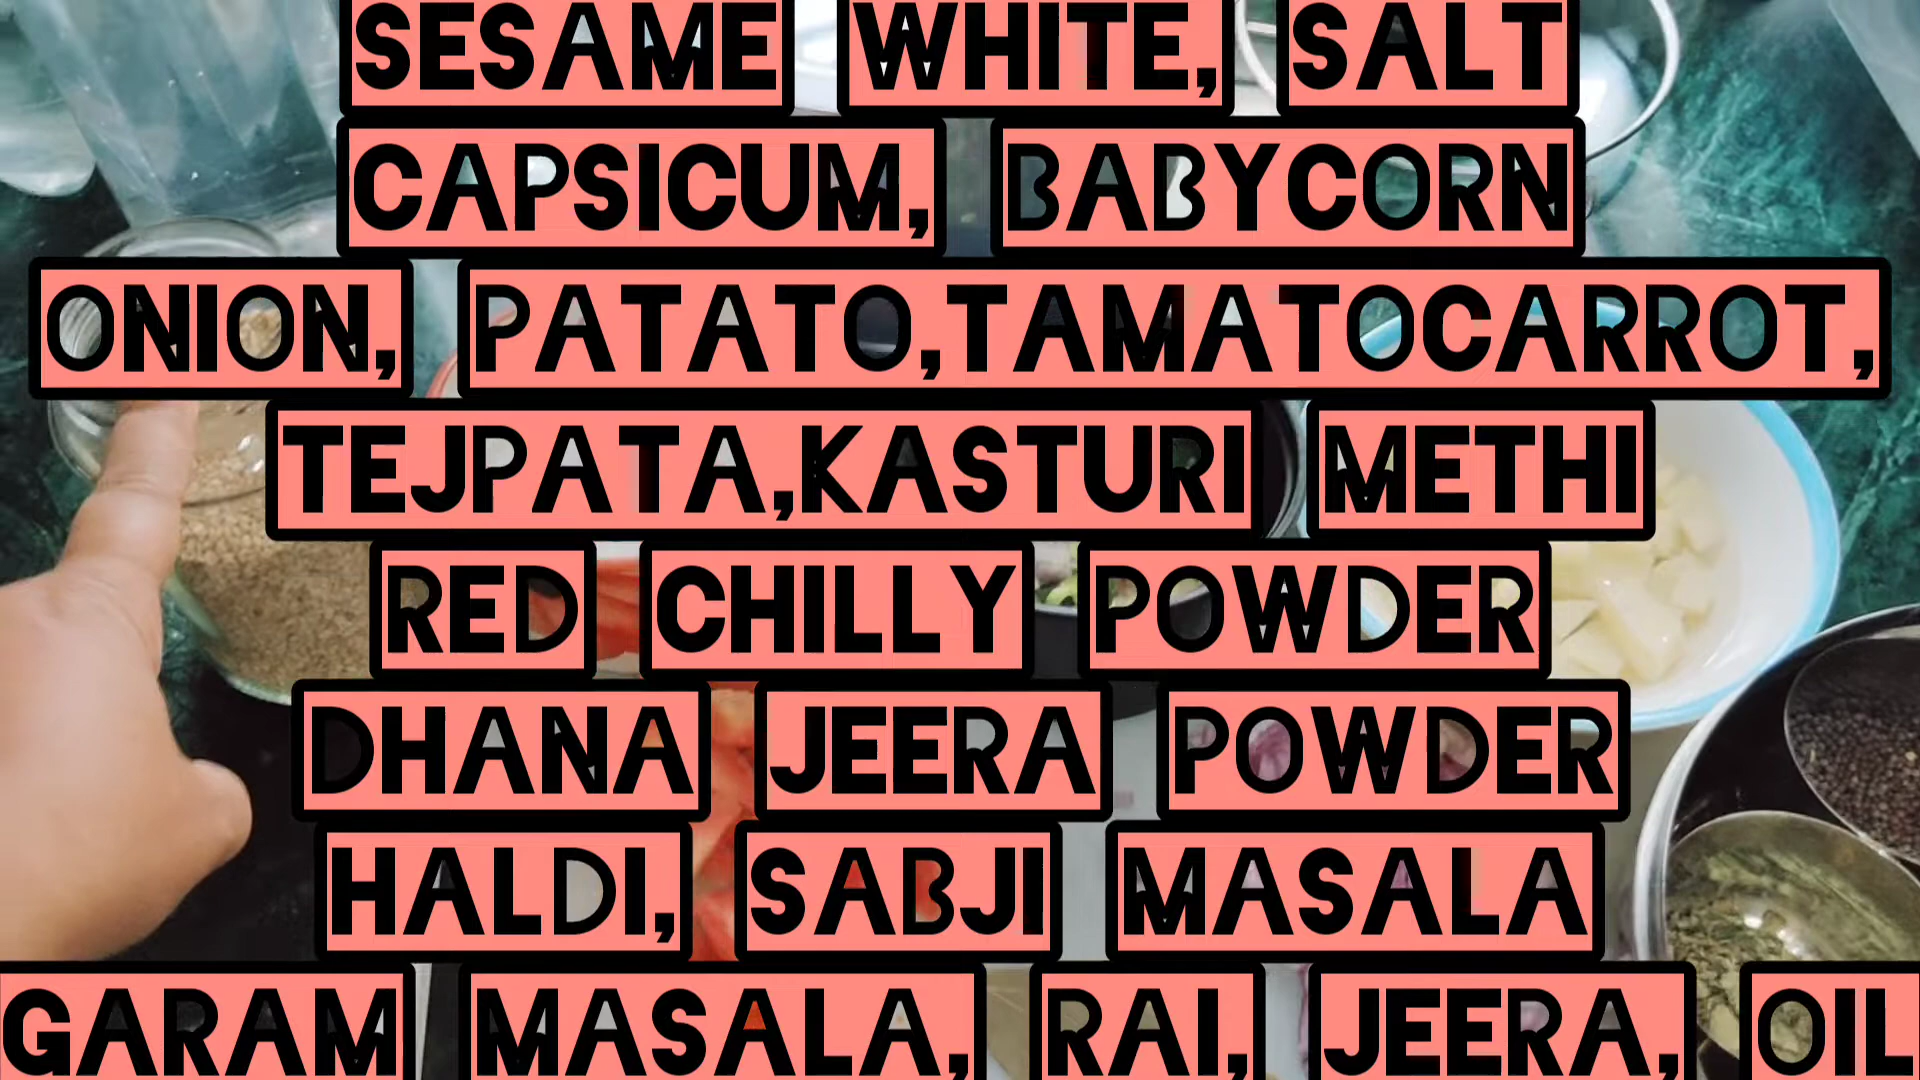 SESAME WHITE, SALT
CAPSICUM, BABYCORN
ONION, PATATO,TAMATOCARROT,
TEJPATA,KASTURI METHI
RED CHILLY POWDER
DHANA JEERA POWDER
HALDI, SABJI MASALA
GARAM MASALA, RAI, JEERA, OIL